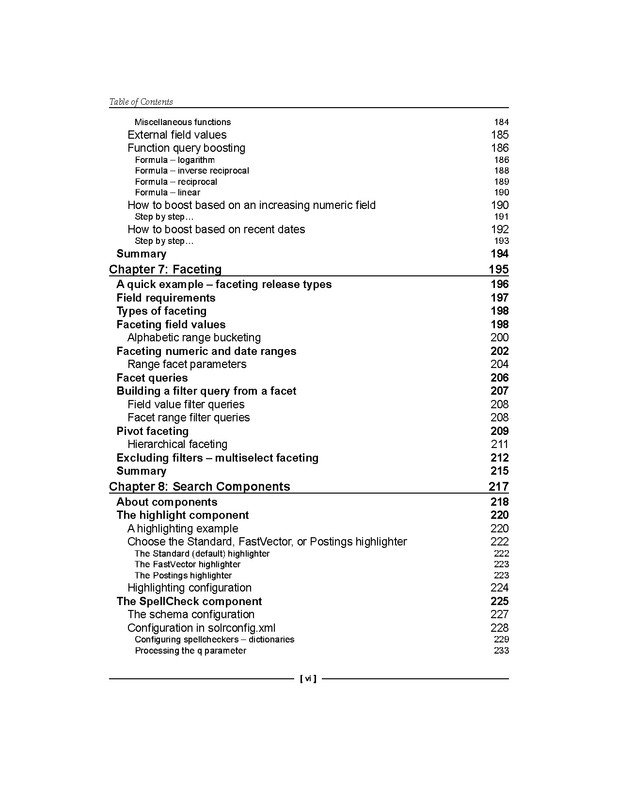 Table of Contents
Miscellaneous functions 184
External field values 185
Function query boosting 186
Formula – logarithm 186
Formula – inverse reciprocal 188
Formula – reciprocal 189
Formula – linear 190
How to boost based on an increasing numeric field 190
Step by step… 191
How to boost based on recent dates 192
Step by step… 193
Summary 194
Chapter 7: Faceting 195
A quick example – faceting release types 196
Field requirements 197
Types of faceting 198
Faceting field values 198
Alphabetic range bucketing 200
Faceting numeric and date ranges 202
Range facet parameters 204
Facet queries 206
Building a filter query from a facet 207
Field value filter queries 208
Facet range filter queries 208
Pivot faceting 209
Hierarchical faceting 211
Excluding filters – multiselect faceting 212
Summary 215
Chapter 8: Search Components 217
About components 218
The highlight component 220
A highlighting example 220
Choose the Standard, FastVector, or Postings highlighter 222
The Standard (default) highlighter 222
The FastVector highlighter 223
The Postings highlighter 223
Highlighting configuration 224
The SpellCheck component 225
The schema configuration 227
Configuration in solrconfig.xml 228
Configuring spellcheckers – dictionaries 229
Processing the q parameter 233
[ vi ]